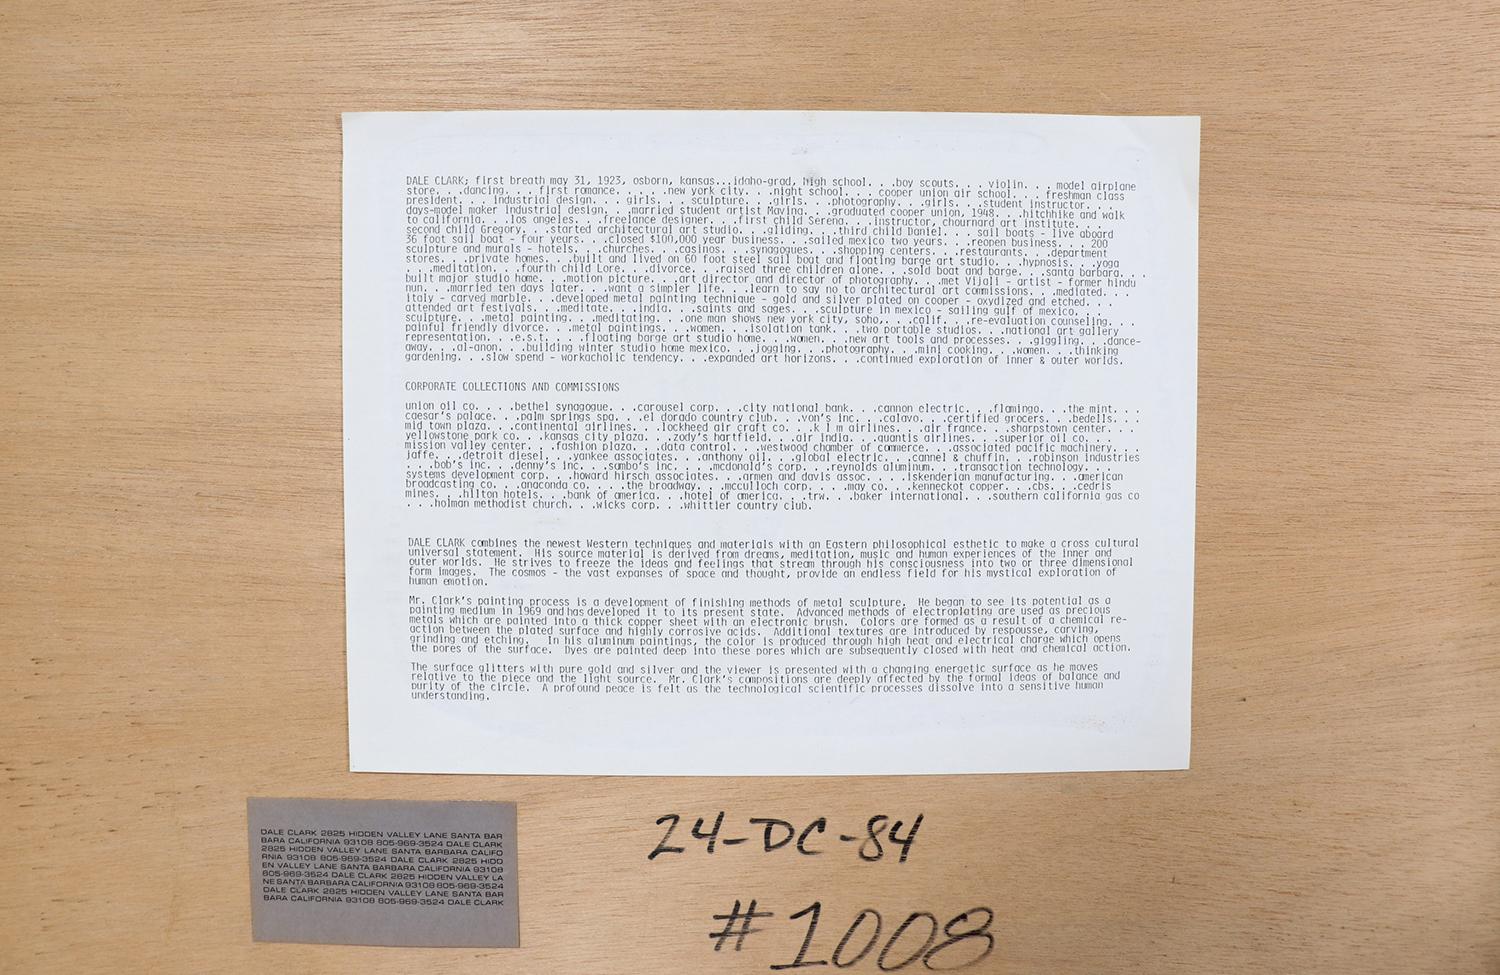 DALE CLARK; first breath may 31, 1923, osborn, kansas...idaho-grad, high school. . .boy scouts. . . violin. . . model airplane
store. . .dancing. . . first romance. . . . .new york city. . .night school. . . cooper union air school. . . freshman class
president. . . industrial design. . . girls. . . sculpture. . .girls. . .photography. . .girls. . .student instructor. . .
days-model maker industrial design. . .married student artist Mavina. . .graduated cooper union, 1948. . .hitchhike and walk
to california. . .los angeles. . .freelance designer. . .first child Serena. . .instructor, chournard art institute. . .
second child Gregory. . .started architectural art studio. . .gliding. . .third child Daniel. . . sail boats - live aboard
36 foot sail boat - four years. . .closed $100,000 year business. . .sailed mexico two years. . .reopen business. . . 200
sculpture and murals - hotels. . .churches. . .casinos. . .synagogues. . .shopping centers. . .restaurants. . .department
stores. . .private homes. . .built and lived on 60 foot steel sail boat and floating barge art studio. . .hypnosis. . .yoga
. . .meditation. . .fourth child Lore. . .divorce. . .raised three children alone. . .sold boat and barge. . .santa barbara. . .
built major studio home. . .motion picture. . .art director and director of photography. . .met Vijali - artist - former hindu
nun. . .married ten days later. . .want a simpler life. . .learn to say no to architectural art commissions. . .mediated. . .
italy - carved marble. . .developed metal painting technique - gold and silver plated on cooper - oxydized and etched. . .
attended art festivals. . .meditate. . .india. . .saints and sages. . .sculpture in mexico - sailing gulf of mexico. . .
sculpture. . .metal painting. . .meditating. . .one man shows new york city, soho. . .calif. . .re-evaluation counseling. . .
painful friendly divorce. . .metal paintings. . .women. . .isolation tank. . .two portable studios. . .national art gallery
representation. . .e.s.t. . .floating barge art studio home. . .women. . .new art tools and processes. . .giggling. . .dance-
away. . .al-anon. . .building winter studio home mexico. . .jogging. . .photography. . .mini cooking. . .women. . .thinking
gardening. . .slow spend - workacholic tendency. . .expanded art horizons. . .continued exploration of inner & outer worlds.
CORPORATE COLLECTIONS AND COMMISSIONS
union oil co. . . .bethel synagogue. . .carousel corp. . .city national bank. . .cannon electric. . .flamingo. . .the mint. . .
caesar's palace. . .palm springs spa. . .el dorado country club. . .von's inc. . .calavo. . .certified grocers. . .bedells. . .
mid town plaza. . .continental airlines. . .lockheed air craft co. . .k l m airlines. . .air france. . .sharpstown center. . .
yellowstone park co. . .kansas city plaza. . .zody's hartfield. . .air india. . .quantis airlines. . .superior oil co. . .
mission valley center. . .fashion plaza. . .data control. . .westwood chamber of commerce. . .associated pacific machinery. . .
jaffe. . .detroit diesel. . .yankee associates. . .anthony oil. . .global electric. . .cannel & chuffin. . .robinson industries
. . .bob's inc. . .denny's inc. . .sambo's inc. . . .mcdonald's corp. . .reynolds aluminum. . .transaction technology. . .
systems development corp. . .howard hirsch associates. . .armen and davis assoc. . . .iskenderian manufacturing. . .american
broadcasting co. . .anaconda co. . . .the broadway. . .mcculloch corp. . .may co. . .kenneckot copper. . .cbs. . .cedris
mines. . .hilton hotels. . .bank of america. . .hotel of america. . .trw. . .baker international. . .southern california gas co
. . .holman methodist church. . .wicks corp. . .whittier country club.
DALE CLARK combines the newest Western techniques and materials with an Eastern philosophical esthetic to make a cross cultural
universal statement. His source material is derived from dreams, meditation, music and human experiences of the inner and
outer worlds. He strives to freeze the ideas and feelings that stream through his consciousness into two or three dimensional
form images. The cosmos - the vast expanses of space and thought, provide an endless field for his mystical exploration of
human emotion.
Mr. Clark's painting process is a development of finishing methods of metal sculpture. He began to see its potential as a
painting medium in 1969 and has developed it to its present state. Advanced methods of electroplating are used as precious
metals which are painted into a thick copper sheet with an electronic brush. Colors are formed as a result of a chemical re-
action between the plated surface and highly corrosive acids. Additional textures are introduced by respousse, carving,
grinding and etching. In his aluminum paintings, the color is produced through high heat and electrical charge which opens
the pores of the surface. Dyes are painted deep into these pores which are subsequently closed with heat and chemical action.
The surface glitters with pure gold and silver and the viewer is presented with a changing energetic surface as he moves
relative to the piece and the light source. Mr. Clark's compositions are deeply affected by the formal ideas of balance and
purity of the circle. A profound peace is felt as the technological scientific processes dissolve into a sensitive human
understanding.
DALE CLARK 2825 HIDDEN VALLEY LANE SANTA BAR
BARA CALIFORNIA 93108 805-969-3524 DALE CLARK
2825 HIDDEN VALLEY LANE SANTA BARBARA CALIFO
RNIA 93108 805-969-3524 DALE CLARK 2825 HIDD
EN VALLEY LANE SANTA BARBARA CALIFORNIA 93108
805-969-3524 DALE CLARK 2825 HIDDEN VALLEY LA
NE SANTA BARBARA CALIFORNIA 93108 805-969-3524
DALE CLARK 2825 HIDDEN VALLEY LANE SANTA BAR
BARA CALIFORNIA 93108 805-969-3524 DALE CLARK
24-DC-84
#1008